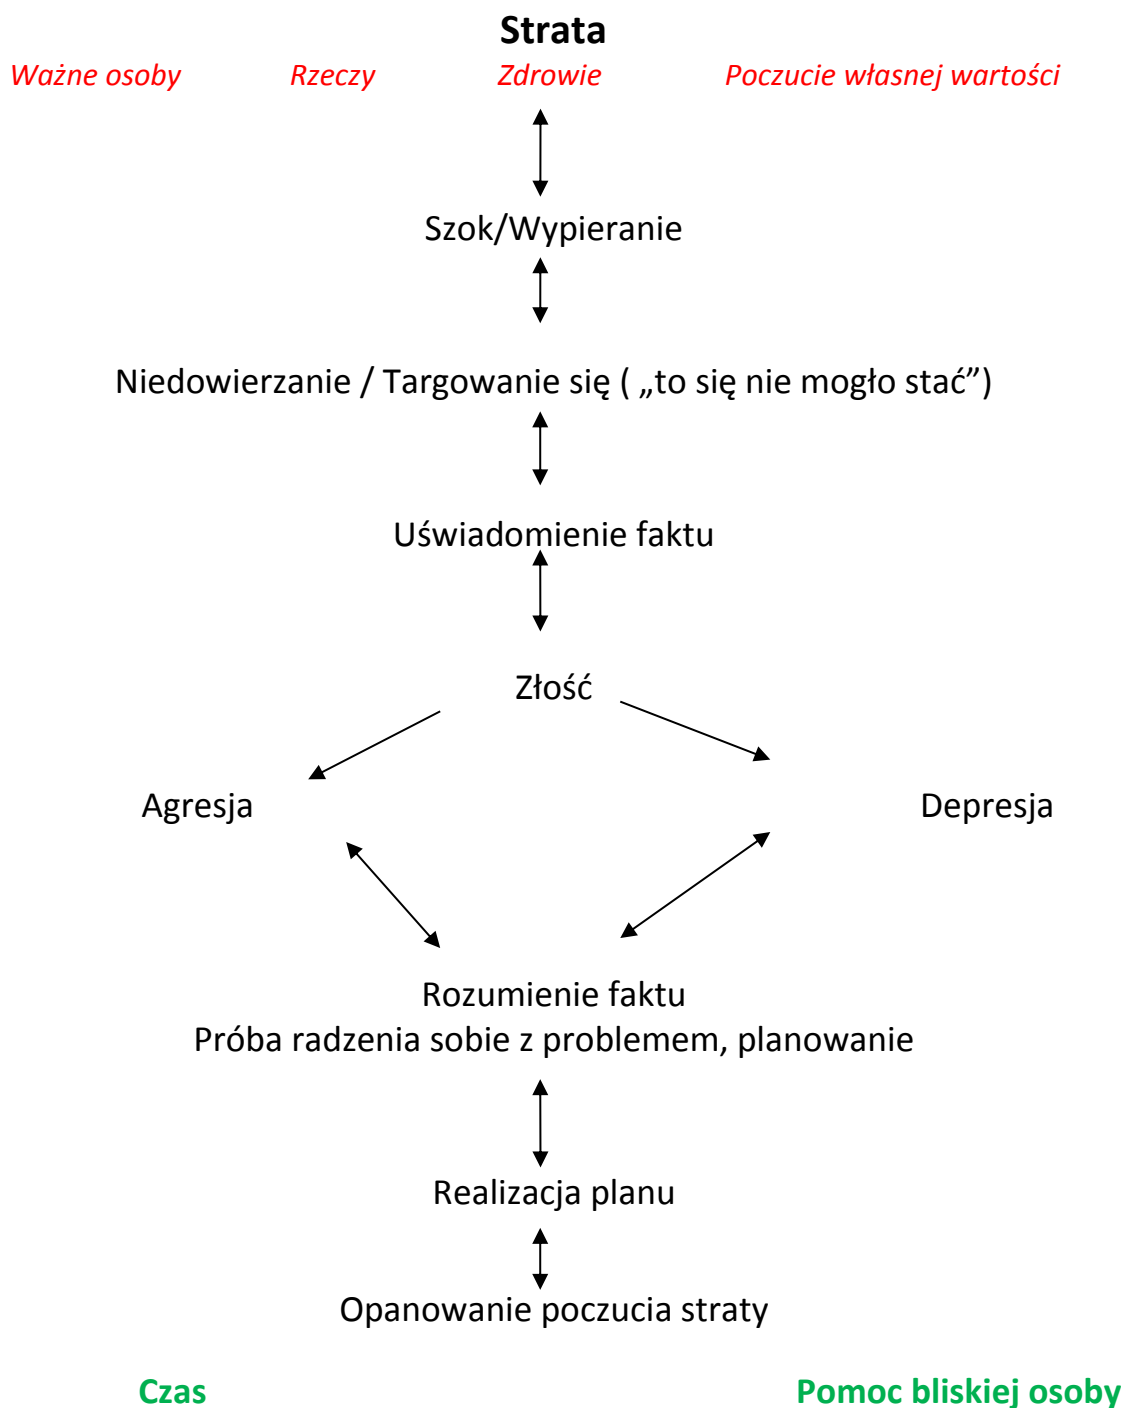 Strata
Ważne osoby Rzeczy Zdrowie Poczucie własnej wartości
Szok/Wypieranie
Niedowierzanie / Targowanie się ( „to się nie mogło stać”)
Uświadomienie faktu
Złość
Agresja Depresja
Rozumienie faktu
Próba radzenia sobie z problemem, planowanie
Realizacja planu
Opanowanie poczucia straty
Czas Pomoc bliskiej osoby